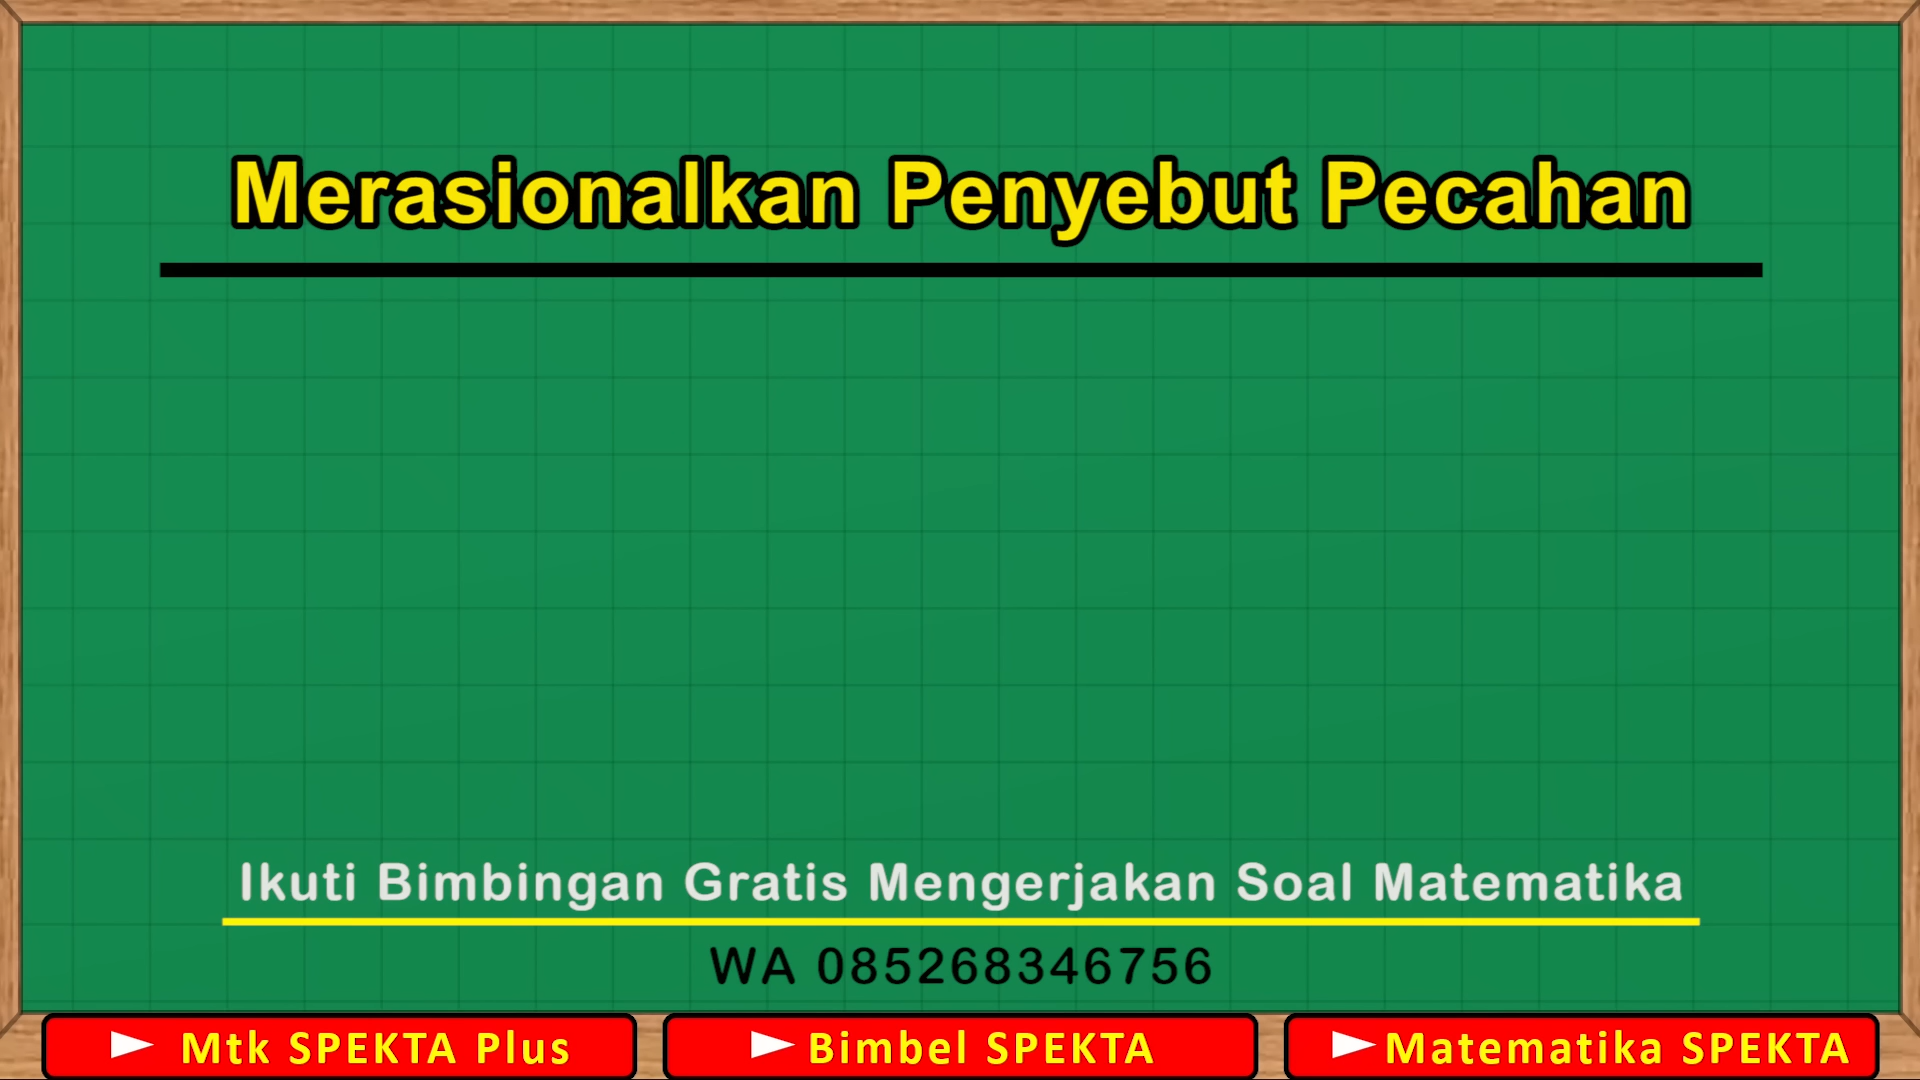 Merasionalkan Penyebut Pecahan
Ikuti Bimbingan Gratis Mengerjakan Soal Matematika
WA 085268346756
Mtk SPEKTA Plus
Bimbel SPEKTA
Matematika SPEKTA